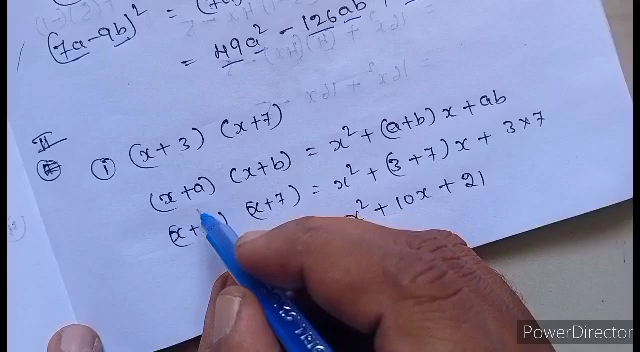 (7a-9b)² =
= 49a² - 126ab
II
i (x+3) (x+7)
(x+a) (x+b) = x² + (a+b)x + ab
(x+ (x+7) = x² + (3+7)x + 3×7
x² + 10x + 21
PowerDirector